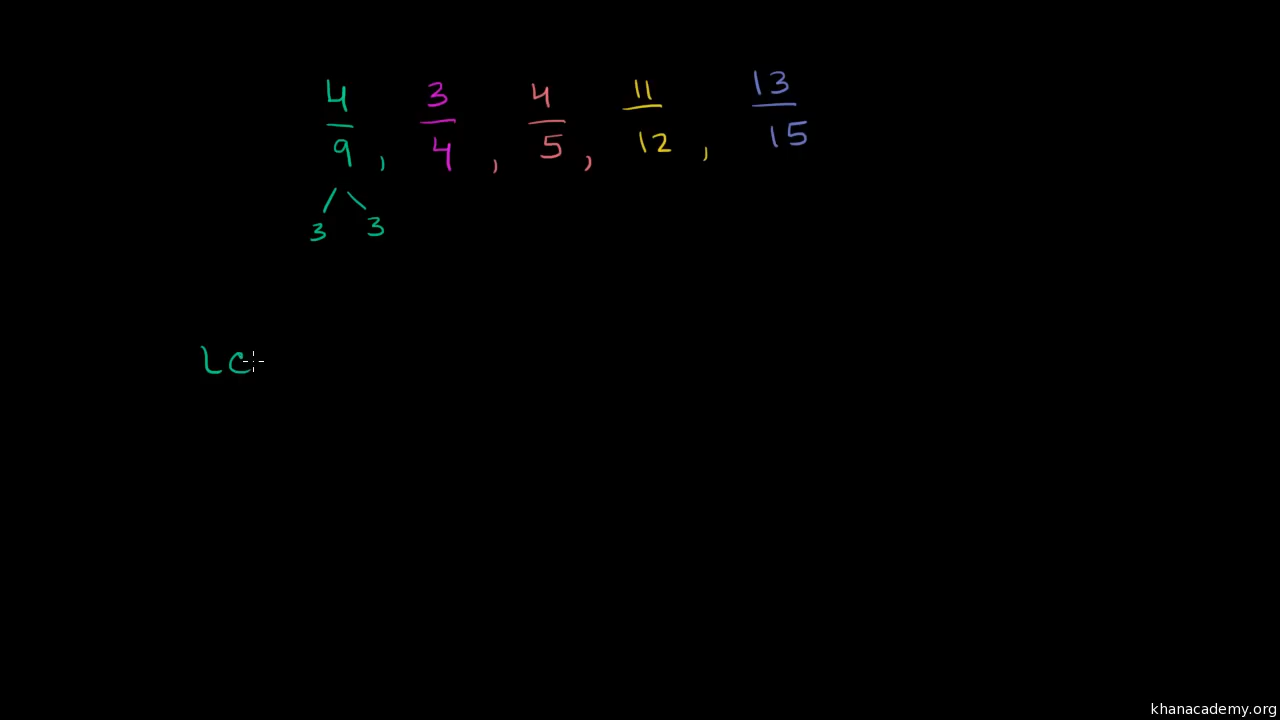 4/9, 3/4, 4/5, 11/12, 13/15
3 3
LC
khanacademy.org